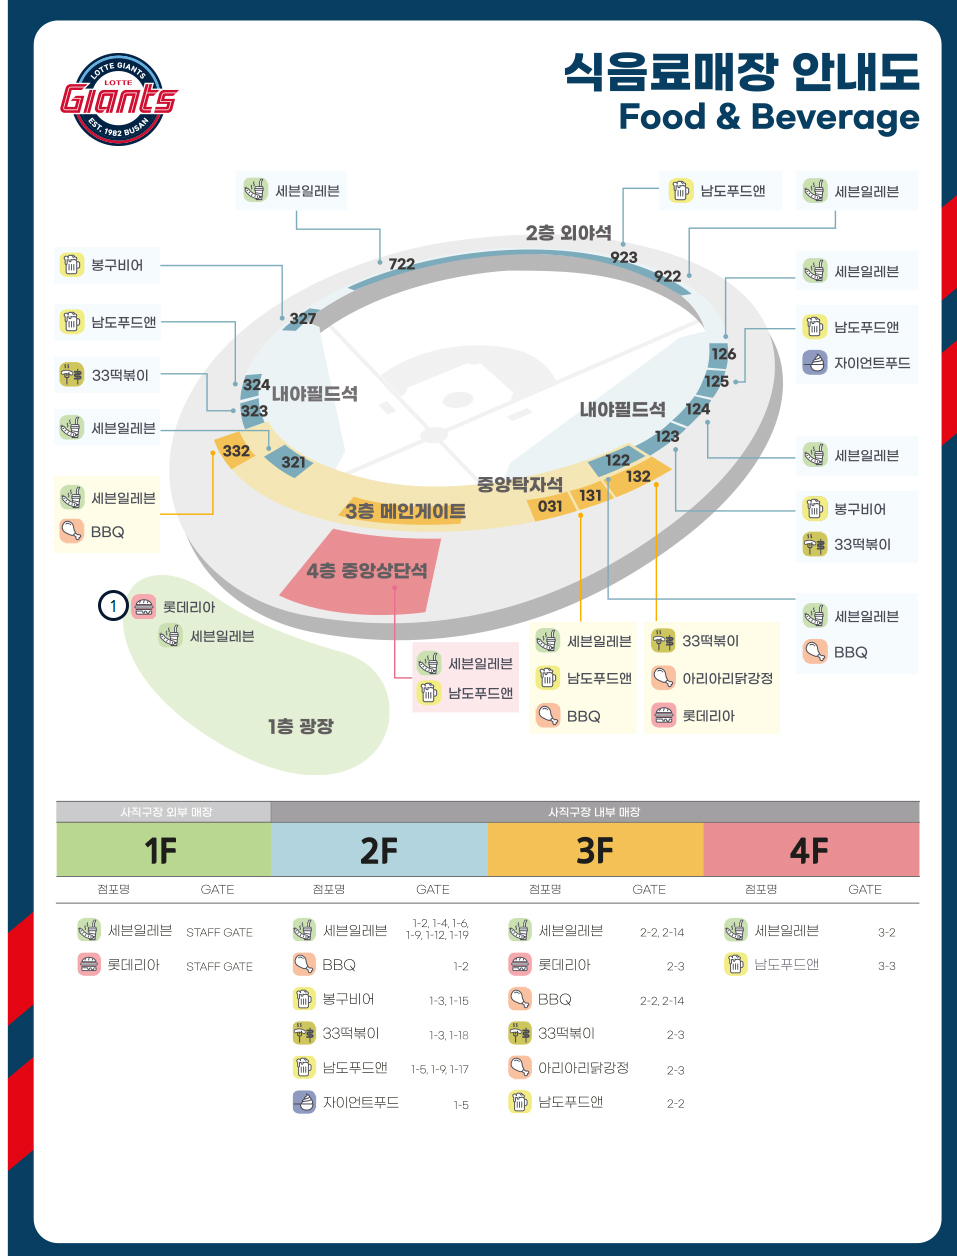 LOTTE GIANTS
LOTTE
Giants
EST. 1982 BUSAN
식음료매장 안내도
Food & Beverage
세븐일레븐
남도푸드앤
세븐일레븐
2층 외야석
봉구비어
722
923
922
세븐일레븐
327
남도푸드앤
남도푸드앤
126
자이언트푸드
33떡볶이
324
내야필드석
125
323
내야필드석
124
세븐일레븐
332
321
123
세븐일레븐
122
132
중앙탁자석
131
031
세븐일레븐
BBQ
3층 메인게이트
봉구비어
33떡볶이
4층 중앙상단석
1
롯데리아
세븐일레븐
세븐일레븐
BBQ
세븐일레븐
남도푸드앤
세븐일레븐
남도푸드앤
BBQ
33떡볶이
아리아리닭강정
롯데리아
1층 광장
사직구장 외부 매장
사직구장 내부 매장
1F
2F
3F
4F
점포명 GATE
점포명 GATE
점포명 GATE
점포명 GATE
세븐일레븐 STAFF GATE
롯데리아 STAFF GATE
세븐일레븐 1-2, 1-4, 1-6,
1-9, 1-12, 1-19
BBQ 1-2
봉구비어 1-3, 1-15
33떡볶이 1-3, 1-18
남도푸드앤 1-5, 1-9, 1-17
자이언트푸드 1-5
세븐일레븐 2-2, 2-14
롯데리아 2-3
BBQ 2-2, 2-14
33떡볶이 2-3
아리아리닭강정 2-3
남도푸드앤 2-2
세븐일레븐 3-2
남도푸드앤 3-3